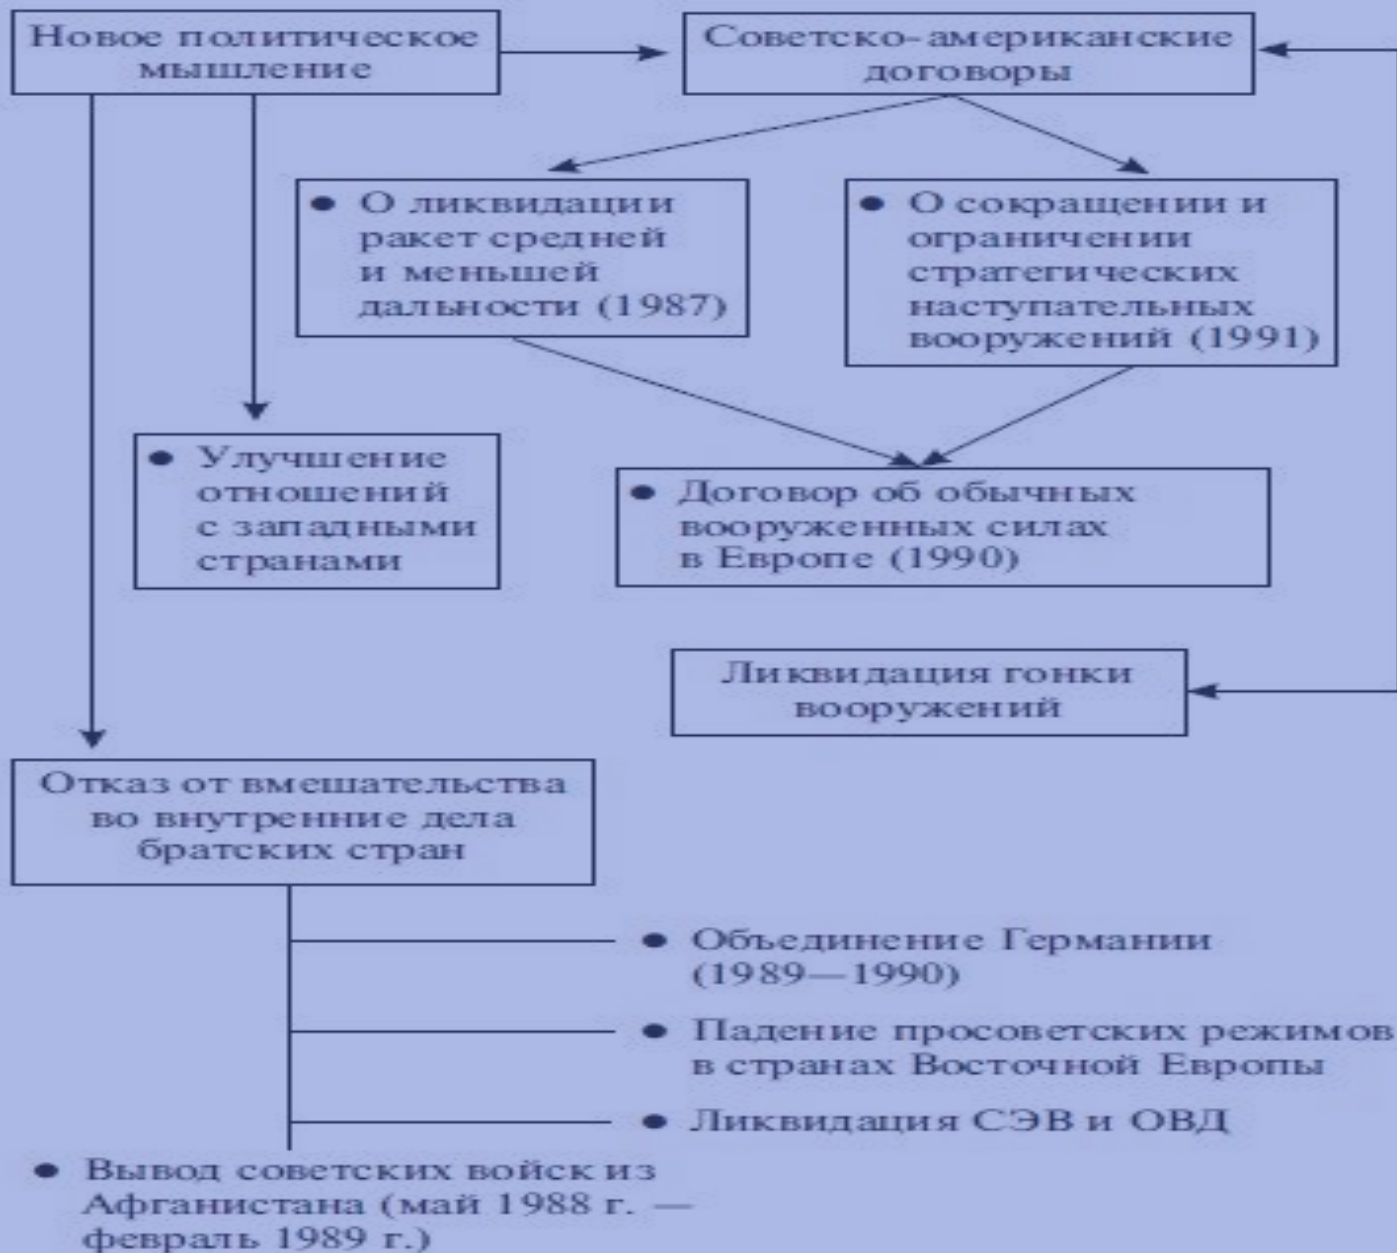 Новое политическое
мышление
Советско-американские
договоры
• О ликвидации
ракет средней
и меньшей
дальности (1987)
• О сокращении и
ограничении
стратегических
наступательных
вооружений (1991)
• Улучшение
отношений
с западными
странами
• Договор об обычных
вооруженных силах
в Европе (1990)
Ликвидация гонки
вооружений
Отказ от вмешательства
во внутренние дела
братских стран
• Объединение Германии
(1989—1990)
• Падение просоветских режимов
в странах Восточной Европы
• Ликвидация СЭВ и ОВД
• Вывод советских войск из
Афганистана (май 1988 г. —
февраль 1989 г.)